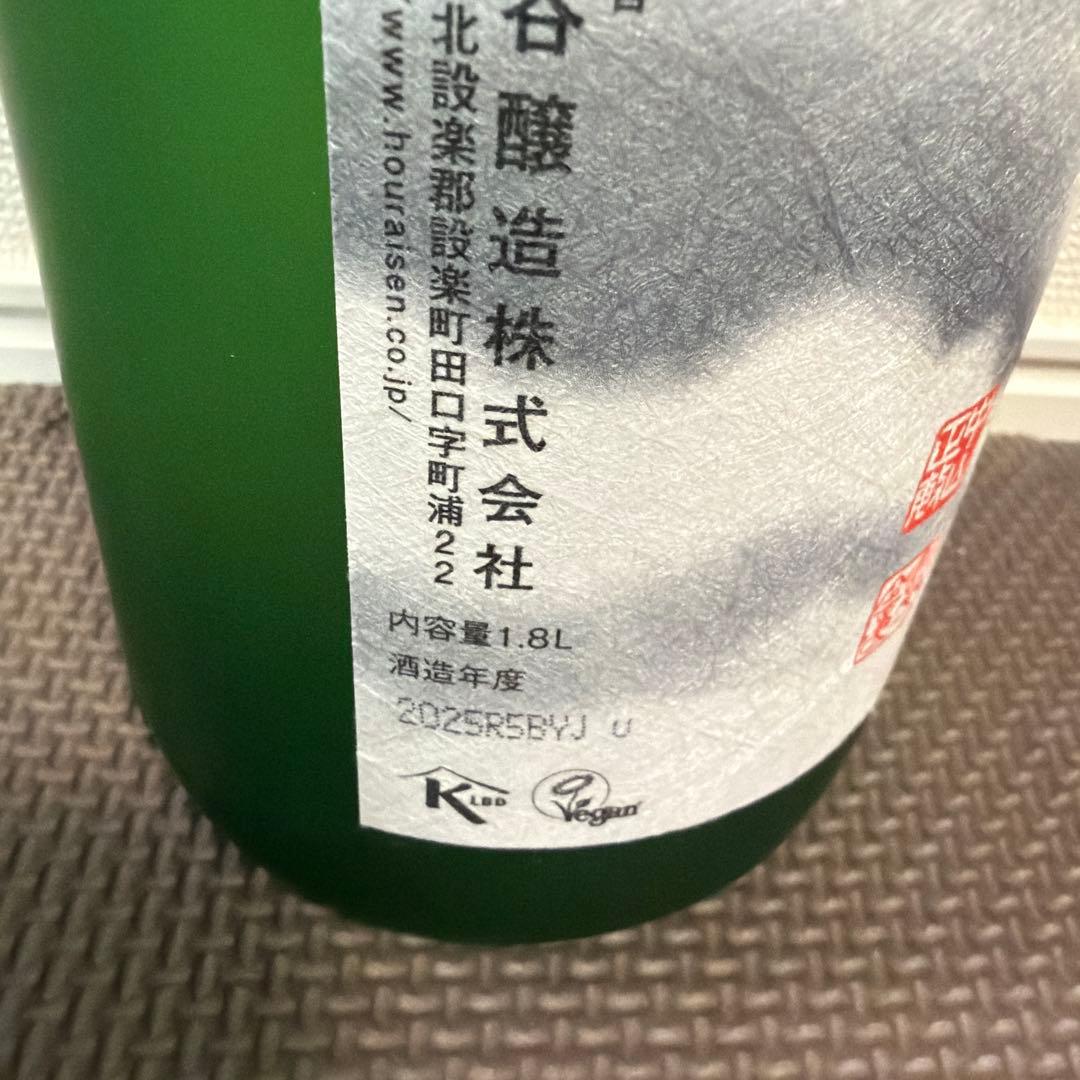 谷醸造株式会社
北設楽郡設楽町田口字町浦22
/www.houraisen.co.jp/
内容量1.8L
酒造年度
2025R5BYJ U
K LBD
Vegan